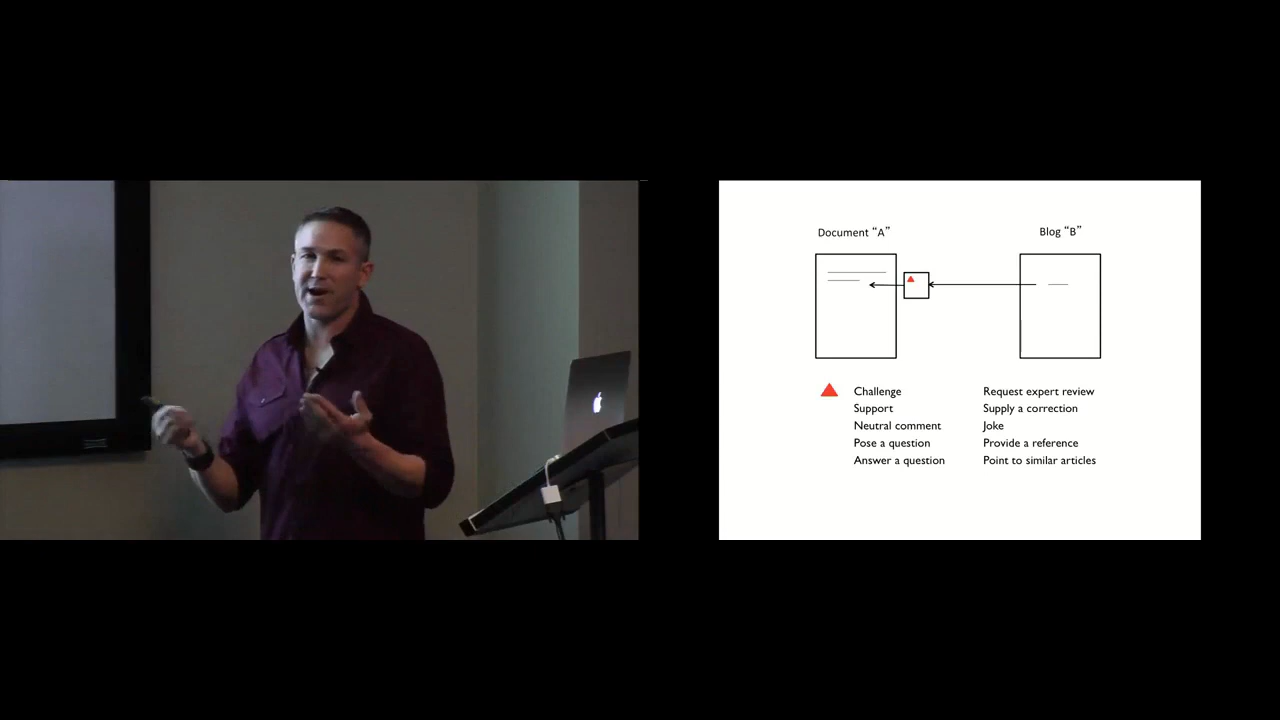 Document “A”
Blog “B”
Challenge
Support
Neutral comment
Pose a question
Answer a question
Request expert review
Supply a correction
Joke
Provide a reference
Point to similar articles